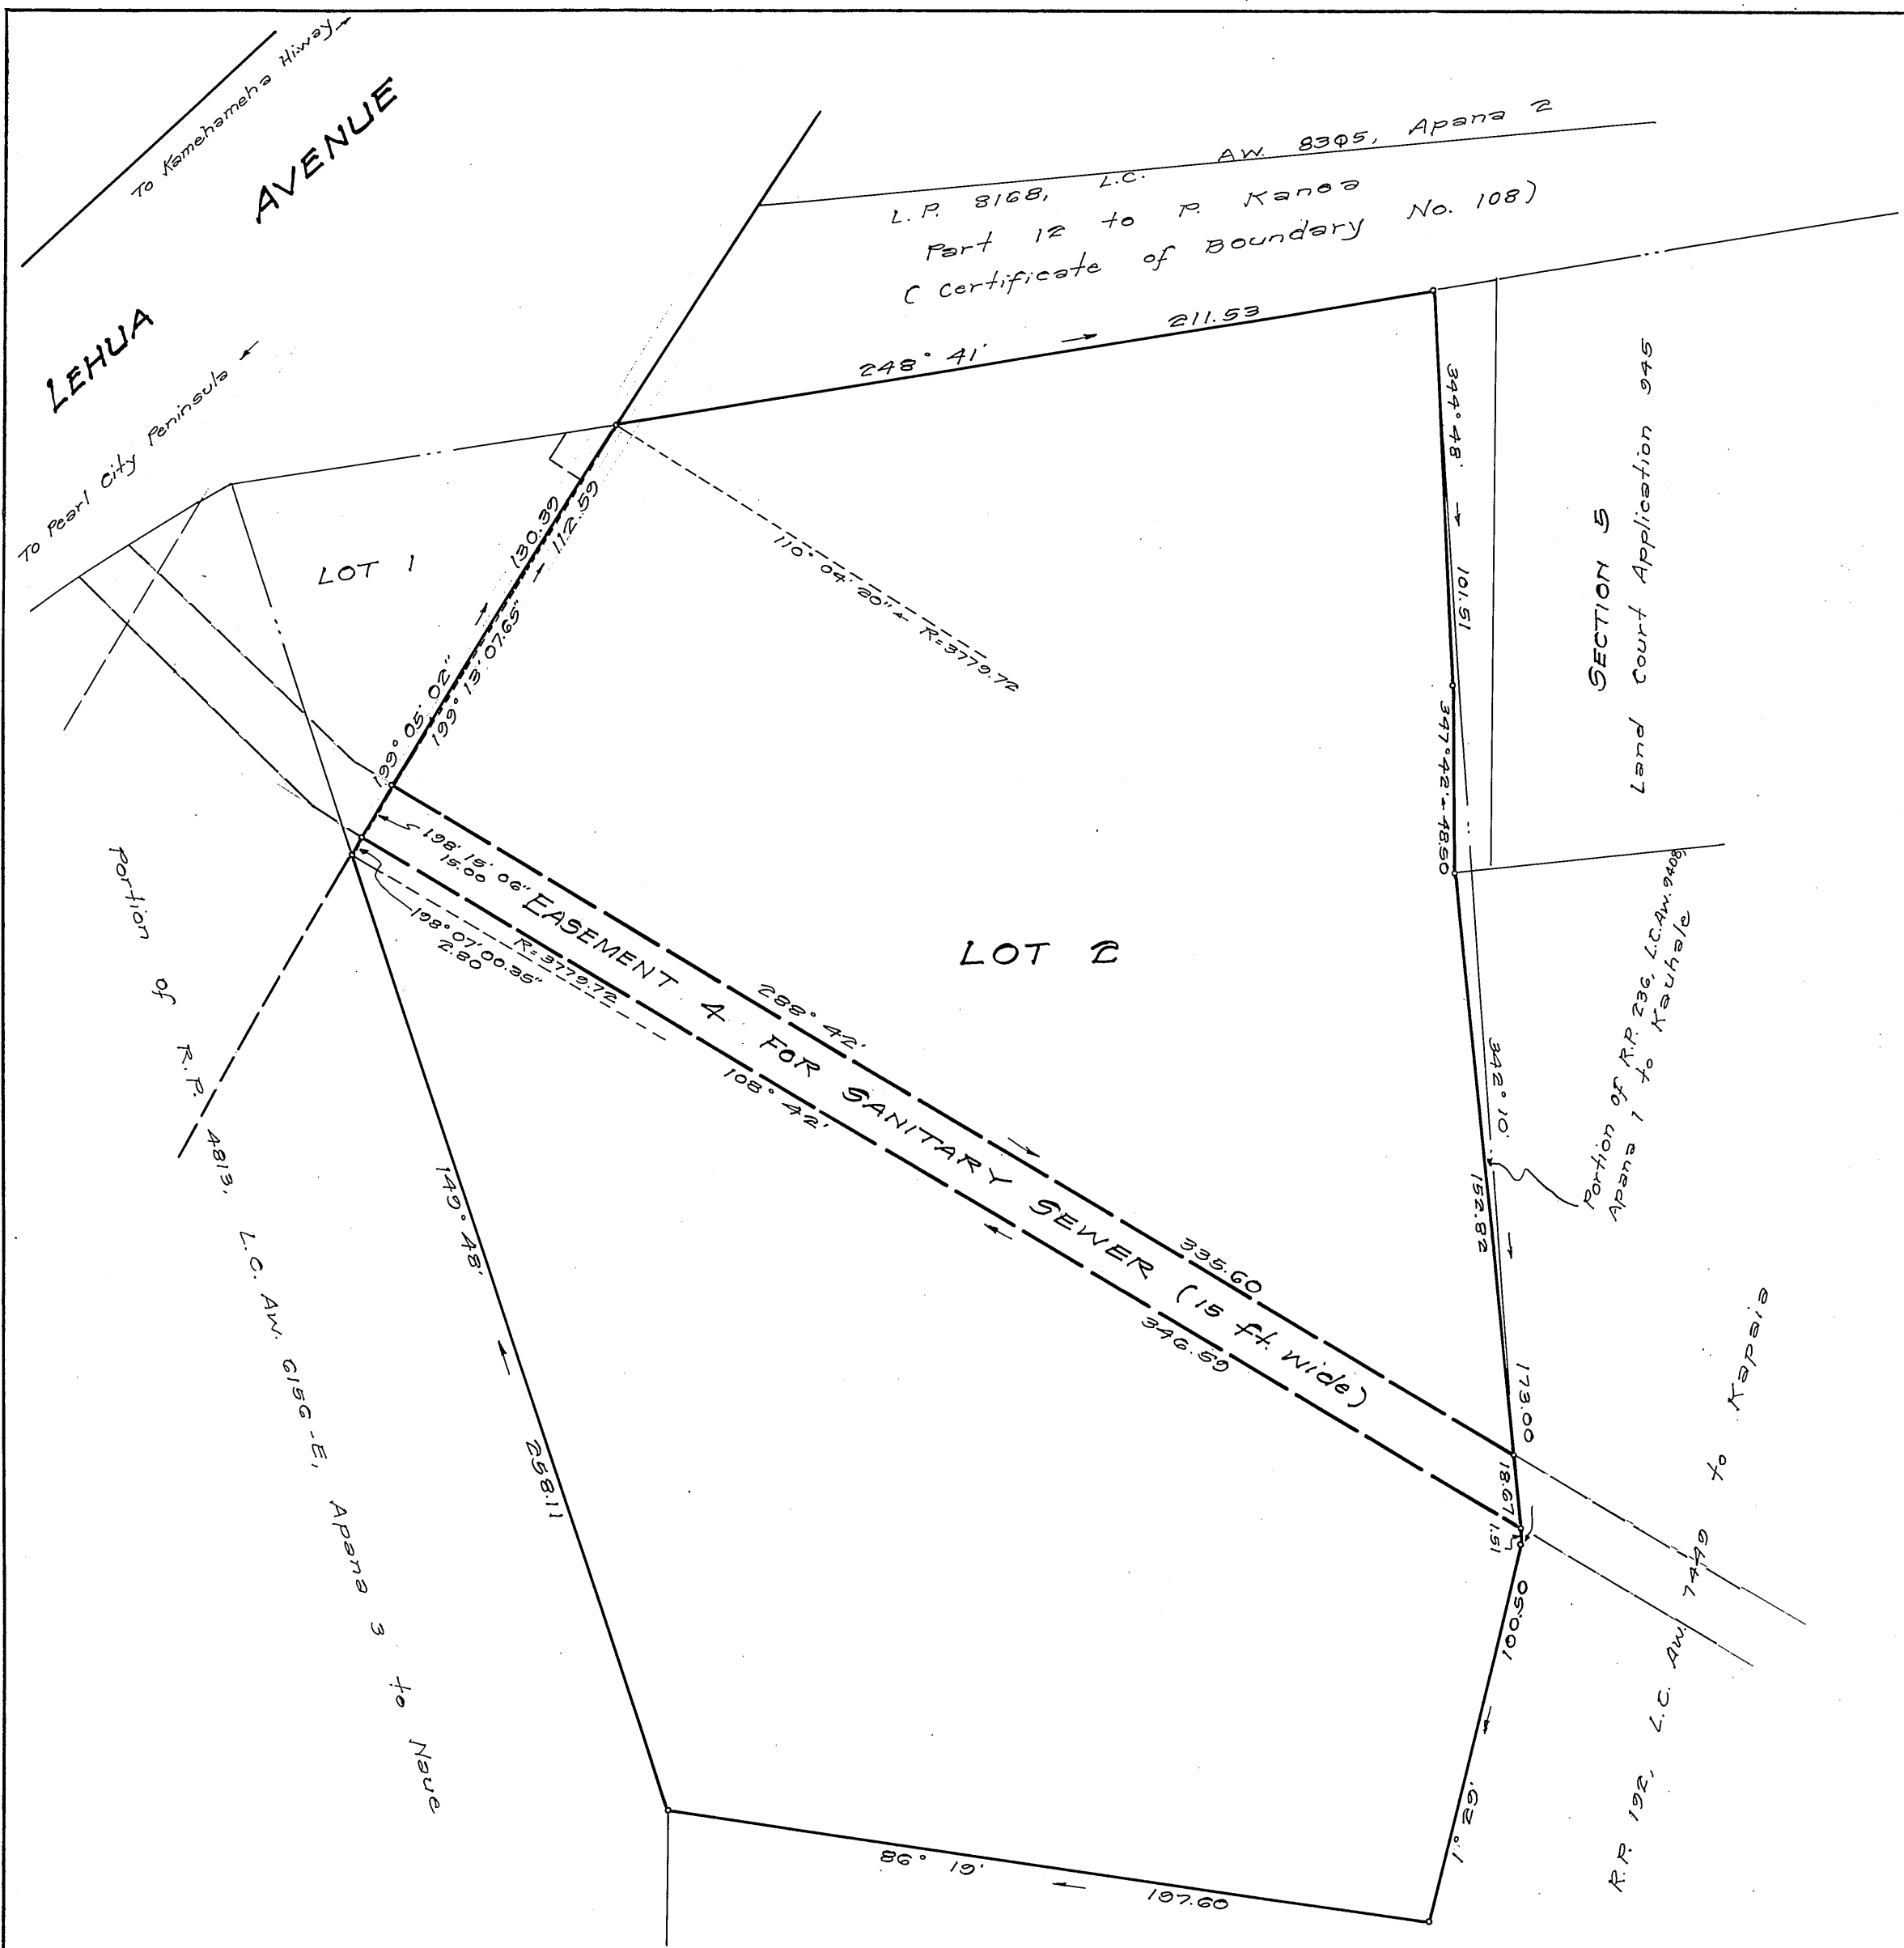 To Kamehameha Hiway
LEHUA AVENUE
To Pearl City Peninsula
L.P. 8168, L.C. AW. 8305, Apana 2
Part 12 to P. Kanoa
( Certificate of Boundary No. 108)
248° 41'
211.53
LOT 1
130.39
112.59
199° 05' 02"
199° 13' 07.65"
110° 04' 20" R=3779.72
344° 48'
101.51
347° 42' 48.50
SECTION 5
Land Court Application 945
Portion of R.P. 236, L.C.AW. 9408,
Apana 1 to Kauhale
LOT 2
198° 15' 06"
15.00
198° 07' 00.35"
2.80
R=3779.72
EASEMENT 4 FOR SANITARY SEWER (15 ft. wide)
288° 42'
335.60
108° 42'
346.59
342° 10'
152.82
173.00
18.67
1.51
Portion of R.P. 4813, L.C. AW. 6156-E, Apana 3 to Naue
149° 48'
258.11
100.50
1° 29'
R.P. 192, L.C. AW. 7449 to Kapaia
86° 19'
197.60